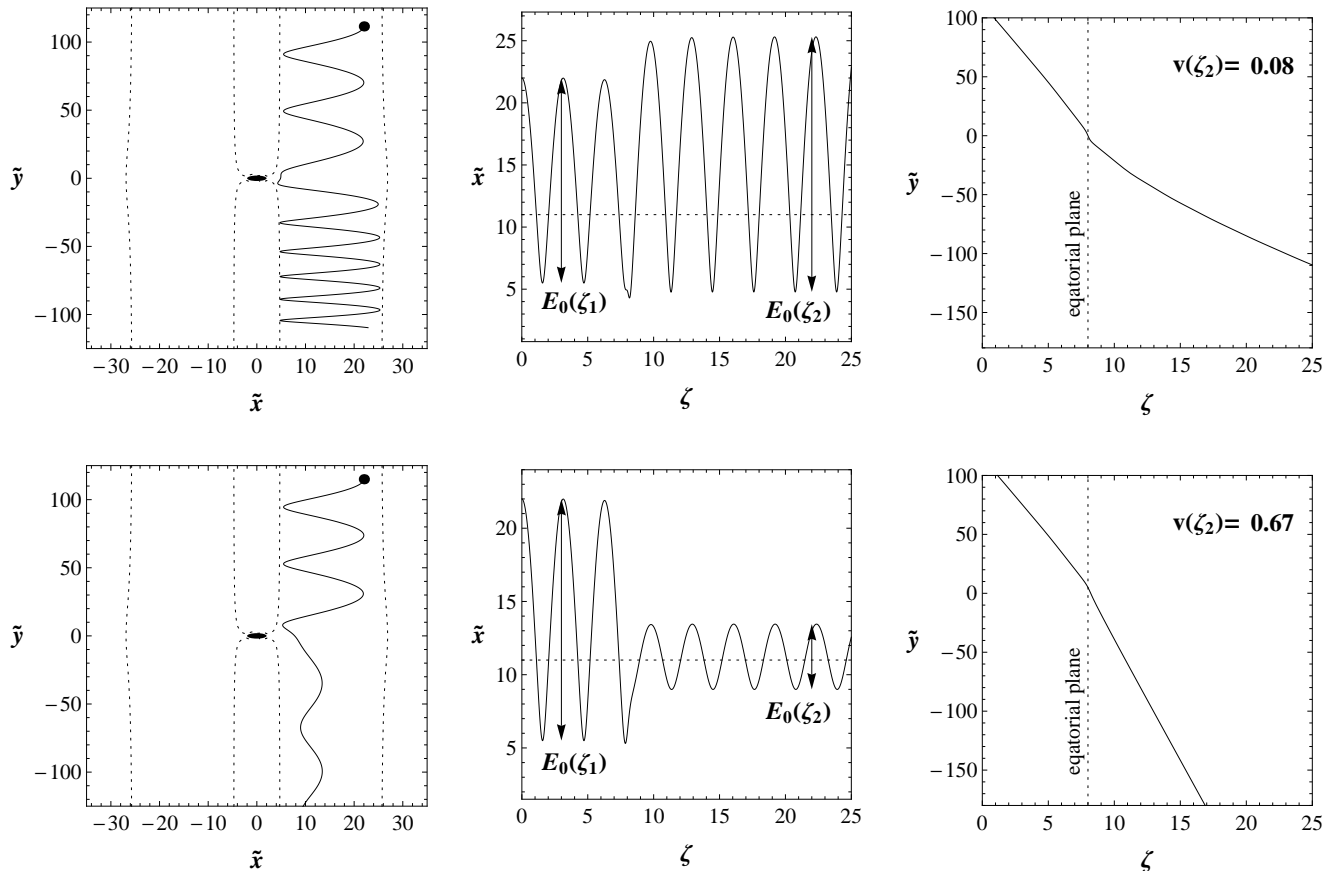 100
50
0
−50
−100
ỹ
−30 −20 −10 0 10 20 30
x̃
25
20
15
10
5
x̃
0 5 10 15 20 25
ζ
E₀(ζ₁)
E₀(ζ₂)
100
50
0
−50
−100
−150
ỹ
0 5 10 15 20 25
ζ
v(ζ₂)= 0.08
eqatorial plane
100
50
0
−50
−100
ỹ
−30 −20 −10 0 10 20 30
x̃
20
15
10
5
x̃
0 5 10 15 20 25
ζ
E₀(ζ₁)
E₀(ζ₂)
100
50
0
−50
−100
−150
ỹ
0 5 10 15 20 25
ζ
v(ζ₂)= 0.67
eqatorial plane